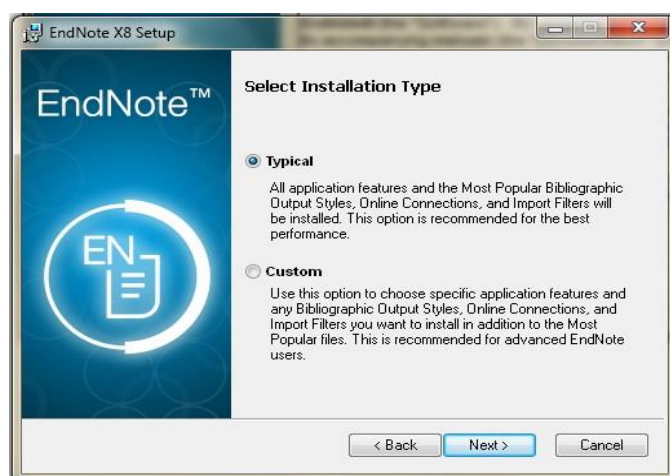 EndNote X8 Setup
EndNote™
EN
Select Installation Type
Typical
All application features and the Most Popular Bibliographic
Output Styles, Online Connections, and Import Filters will
be installed. This option is recommended for the best
performance.
Custom
Use this option to choose specific application features and
any Bibliographic Output Styles, Online Connections, and
Import Filters you want to install in addition to the Most
Popular files. This is recommended for advanced EndNote
users.
< Back
Next >
Cancel